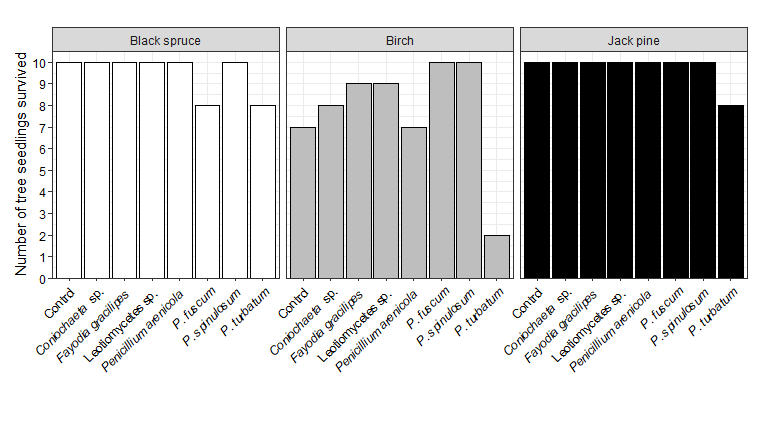 Black spruce
Birch
Jack pine
Number of tree seedlings survived
10
9
8
7
6
5
4
3
2
1
0
Control
Coniochaeta sp.
Fayodia gracilipes
Leotiomycetes sp.
Penicillium arenicola
P. fuscum
P. spinulosum
P. turbatum
Control
Coniochaeta sp.
Fayodia gracilipes
Leotiomycetes sp.
Penicillium arenicola
P. fuscum
P. spinulosum
P. turbatum
Control
Coniochaeta sp.
Fayodia gracilipes
Leotiomycetes sp.
Penicillium arenicola
P. fuscum
P. spinulosum
P. turbatum